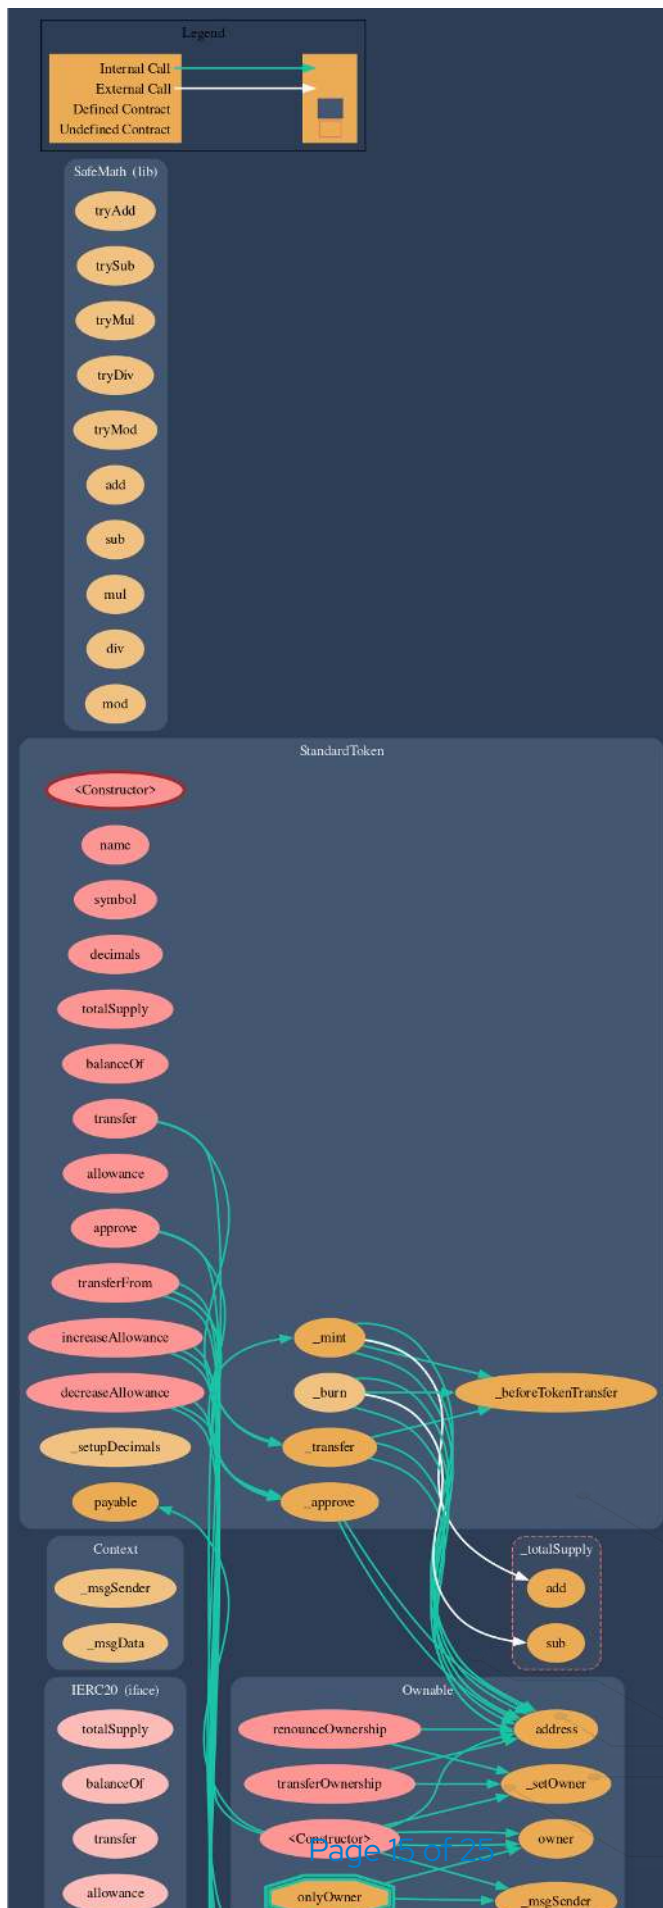 Legend
Internal Call
External Call
Defined Contract
Undefined Contract
SafeMath (lib)
tryAdd
trySub
tryMul
tryDiv
tryMod
add
sub
mul
div
mod
StandardToken
<Constructor>
name
symbol
decimals
totalSupply
balanceOf
transfer
allowance
approve
transferFrom
increaseAllowance
_mint
decreaseAllowance
_burn
_beforeTokenTransfer
_setupDecimals
_transfer
payable
_approve
Context
_totalSupply
_msgSender
add
_msgData
sub
IERC20 (iface)
Ownable
totalSupply
renounceOwnership
address
balanceOf
transferOwnership
_setOwner
transfer
<Constructor>
owner
Page 15 of 25
allowance
onlyOwner
_msgSender